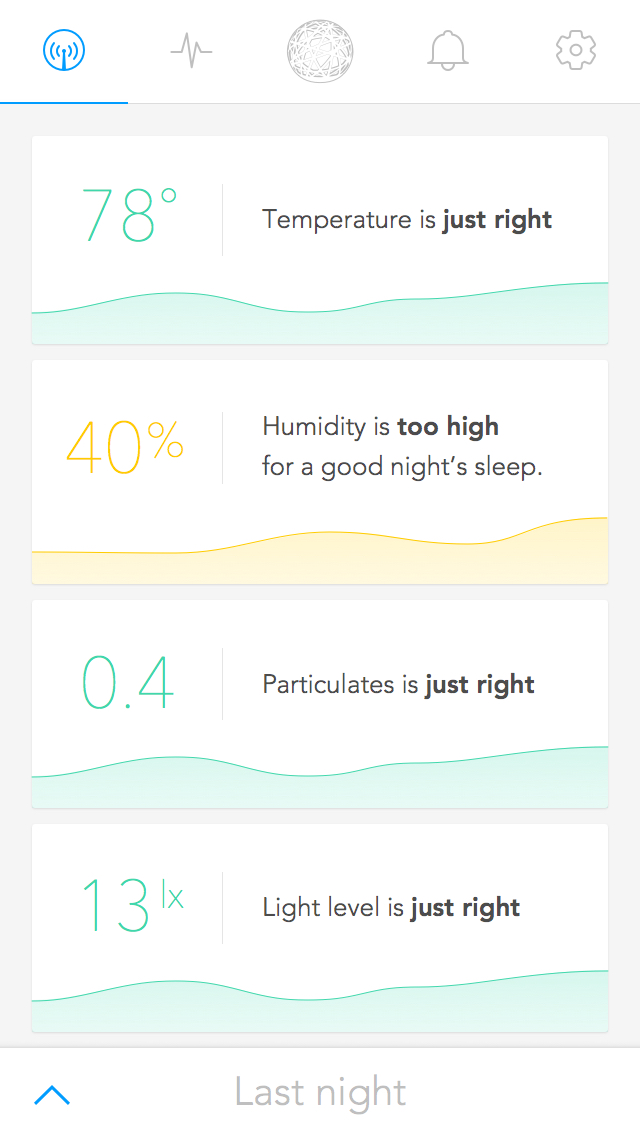 78°
Temperature is just right
40%
Humidity is too high
for a good night’s sleep.
0.4
Particulates is just right
13 lx
Light level is just right
Last night